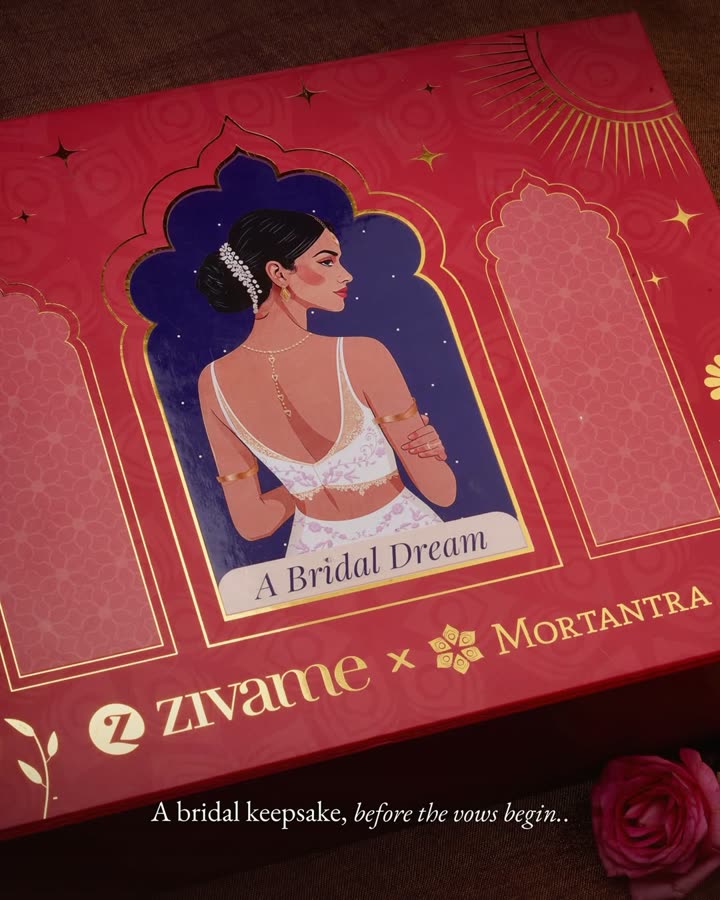 A Bridal Dream
zivame x MORTANTRA
A bridal keepsake, before the vows begin..